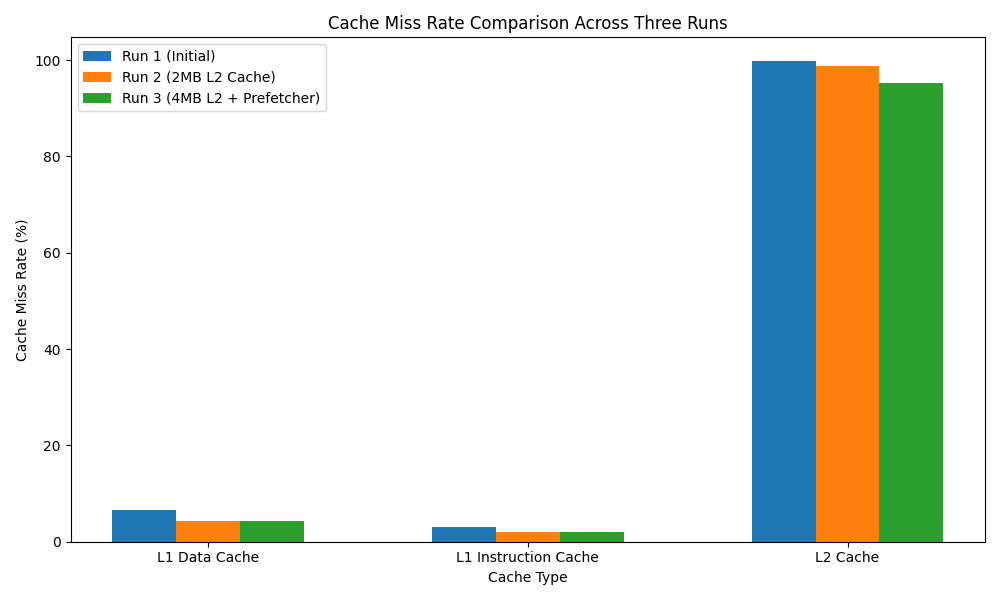 Cache Miss Rate Comparison Across Three Runs
Run 1 (Initial)
Run 2 (2MB L2 Cache)
Run 3 (4MB L2 + Prefetcher)
Cache Miss Rate (%)
100
80
60
40
20
0
L1 Data Cache
L1 Instruction Cache
L2 Cache
Cache Type